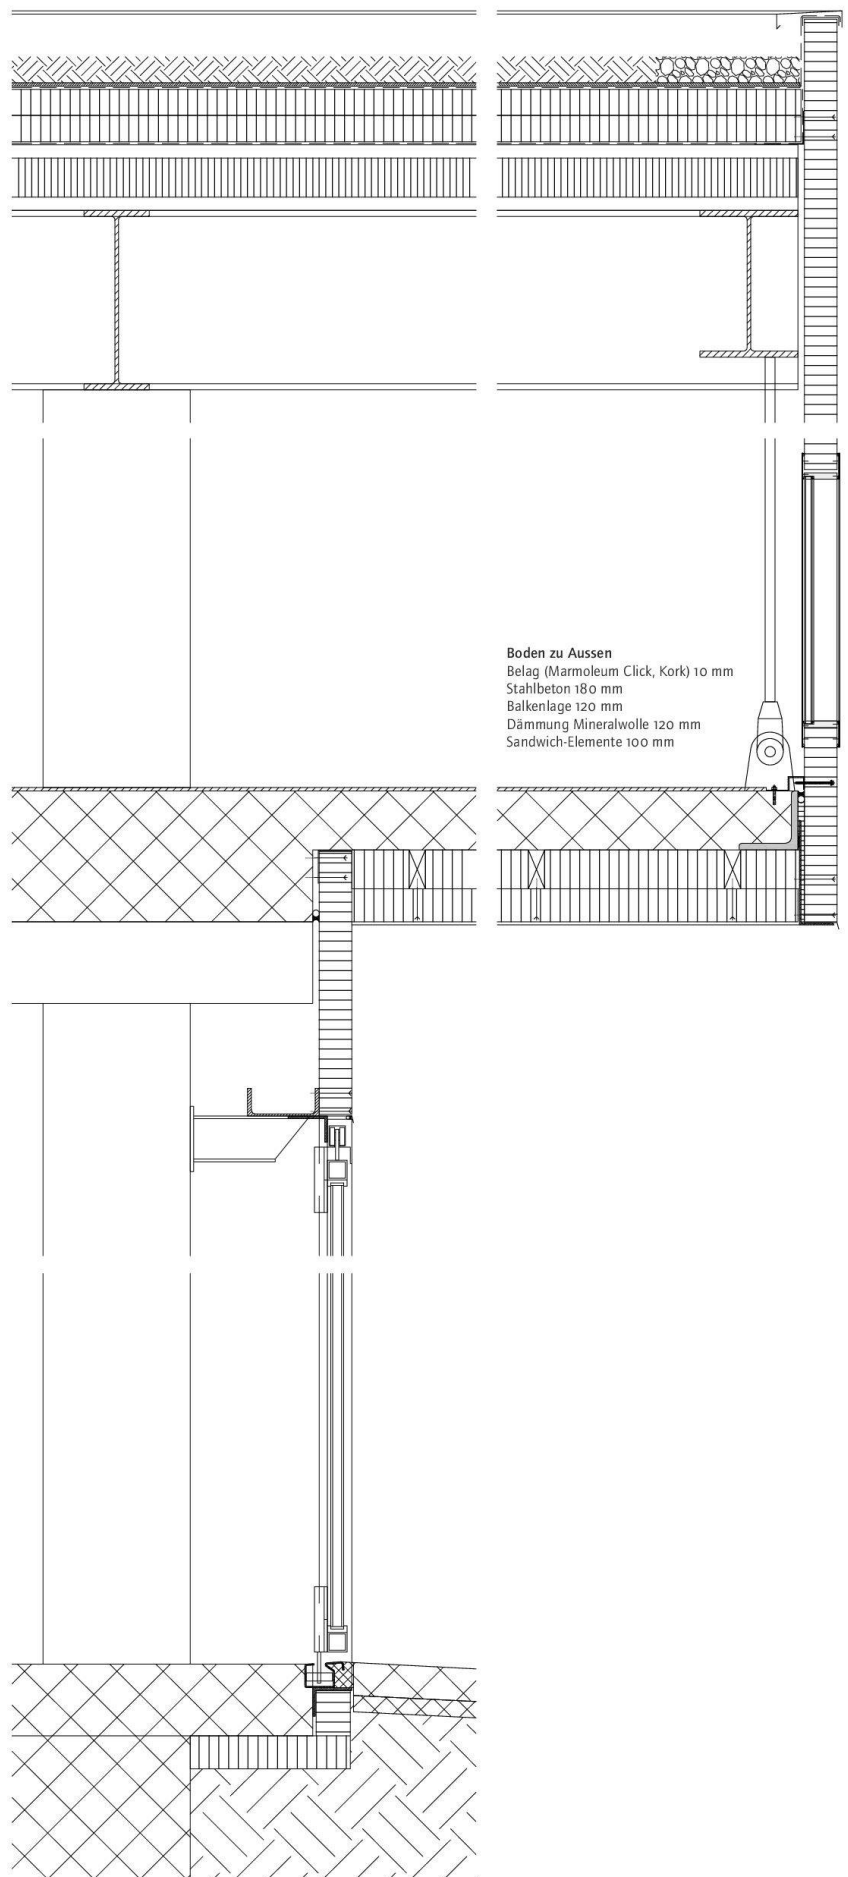 Boden zu Aussen
Belag (Marmoleum Click, Kork) 10 mm
Stahlbeton 180 mm
Balkenlage 120 mm
Dämmung Mineralwolle 120 mm
Sandwich-Elemente 100 mm